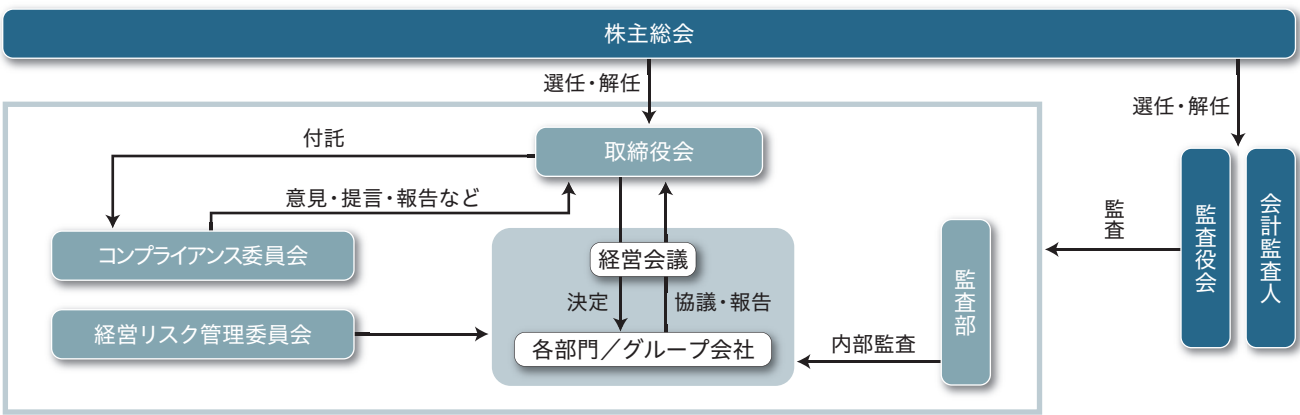 株主総会
選任・解任
選任・解任
付託
取締役会
意見・提言・報告など
コンプライアンス委員会
経営会議
決定
協議・報告
経営リスク管理委員会
各部門／グループ会社
監査部
内部監査
監査
監査役会
会計監査人